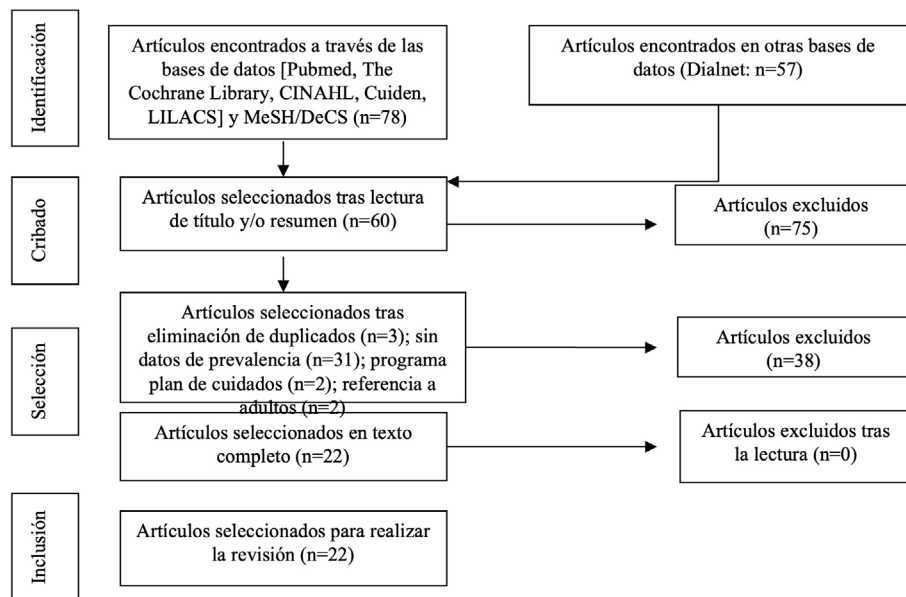 Identificación
Artículos encontrados a través de las
bases de datos [Pubmed, The
Cochrane Library, CINAHL, Cuiden,
LILACS] y MeSH/DeCS (n=78)
Artículos encontrados en otras bases de
datos (Dialnet: n=57)
Cribado
Artículos seleccionados tras lectura
de título y/o resumen (n=60)
Artículos excluidos
(n=75)
Selección
Artículos seleccionados tras
eliminación de duplicados (n=3); sin
datos de prevalencia (n=31); programa
plan de cuidados (n=2); referencia a
adultos (n=2)
Artículos excluidos
(n=38)
Artículos seleccionados en texto
completo (n=22)
Artículos excluidos tras
la lectura (n=0)
Inclusión
Artículos seleccionados para realizar
la revisión (n=22)